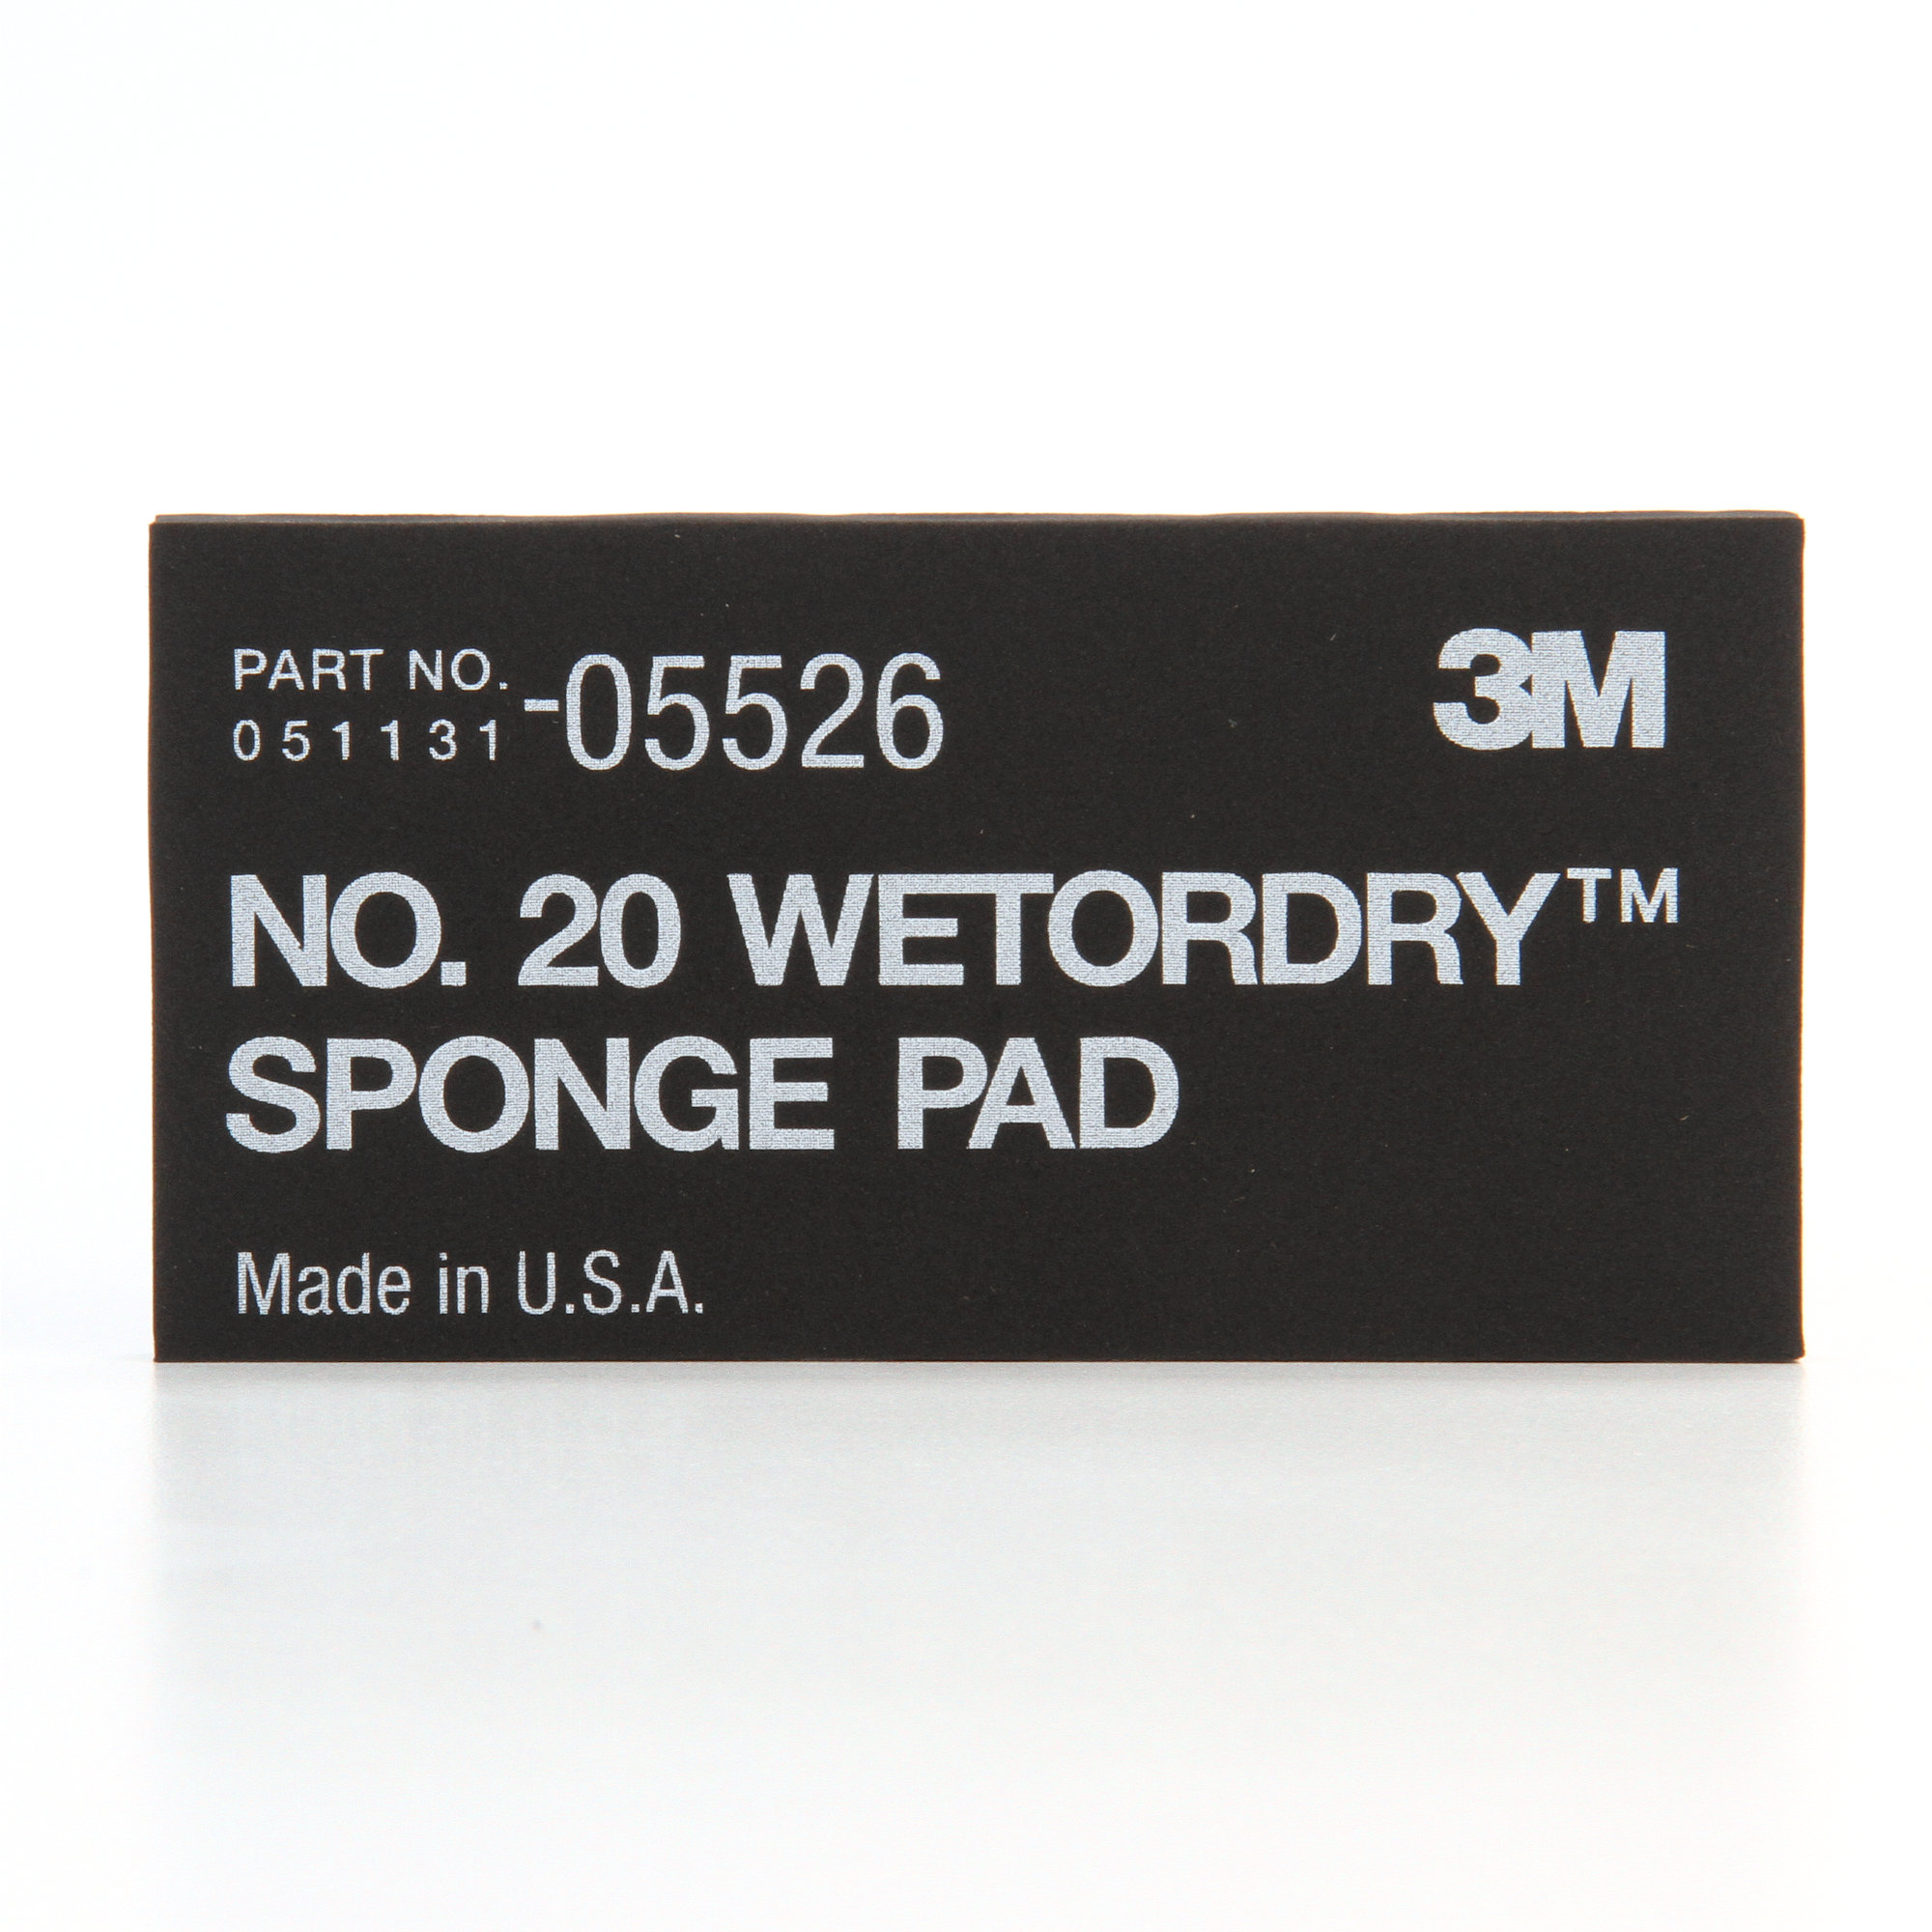 PART NO.
051131 -05526
3M
NO. 20 WETORDRY™
SPONGE PAD
Made in U.S.A.